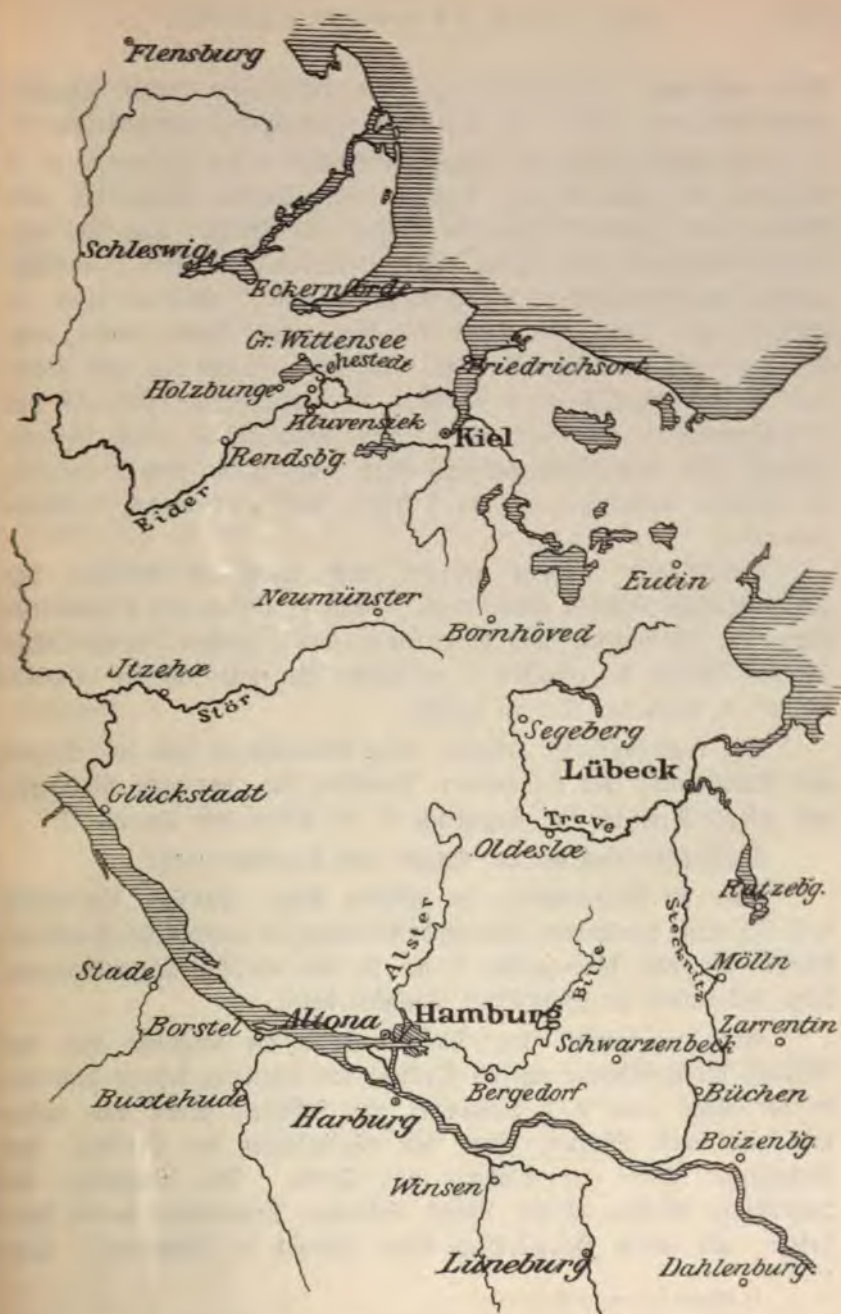 Flensburg
Schleswig
Eckernförde
Gr. Wittensee
Sehestedt
Friedrichsort
Holzbunge
Kluvensiek
Kiel
Rendsbg.
Eider
Eutin
Neumünster
Bornhöved
Jtzehœ
Stör
Segeberg
Lübeck
Glückstadt
Trave
Oldeslœ
Ratzebg.
Alster
Stecknitz
Bille
Stade
Mölln
Borstel
Altona
Hamburg
Zarrentin
Schwarzenbeck
Buxtehude
Bergedorf
Büchen
Harburg
Boizenbg.
Winsen
Lüneburg
Dahlenburg.